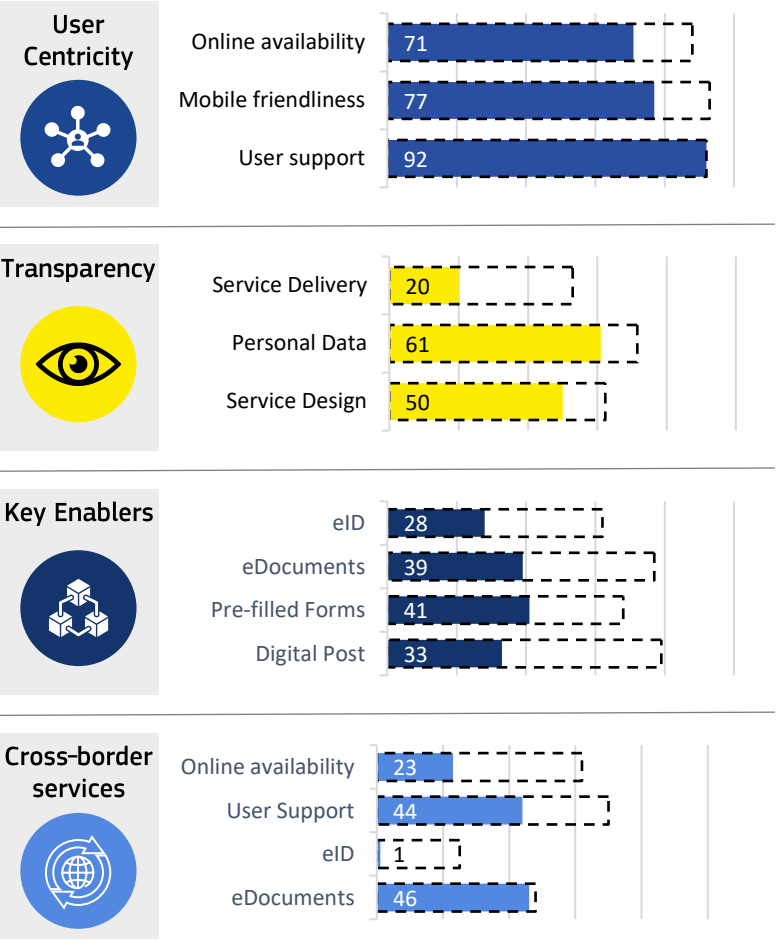 User
Centricity
Online availability 71
Mobile friendliness 77
User support 92
Transparency
Service Delivery 20
Personal Data 61
Service Design 50
Key Enablers
eID 28
eDocuments 39
Pre-filled Forms 41
Digital Post 33
Cross-border
services
Online availability 23
User Support 44
eID 1
eDocuments 46